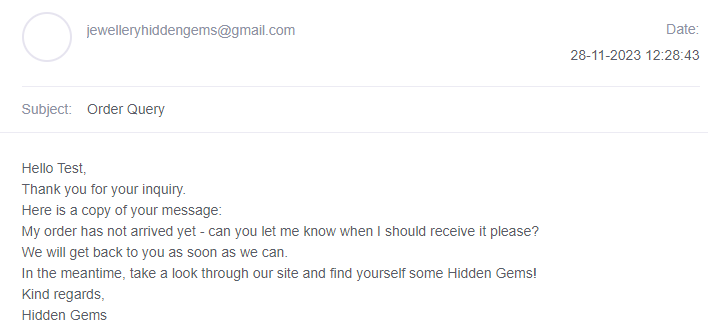 jewelleryhiddengems@gmail.com
Date:
28-11-2023 12:28:43
Subject: Order Query
Hello Test,
Thank you for your inquiry.
Here is a copy of your message:
My order has not arrived yet - can you let me know when I should receive it please?
We will get back to you as soon as we can.
In the meantime, take a look through our site and find yourself some Hidden Gems!
Kind regards,
Hidden Gems